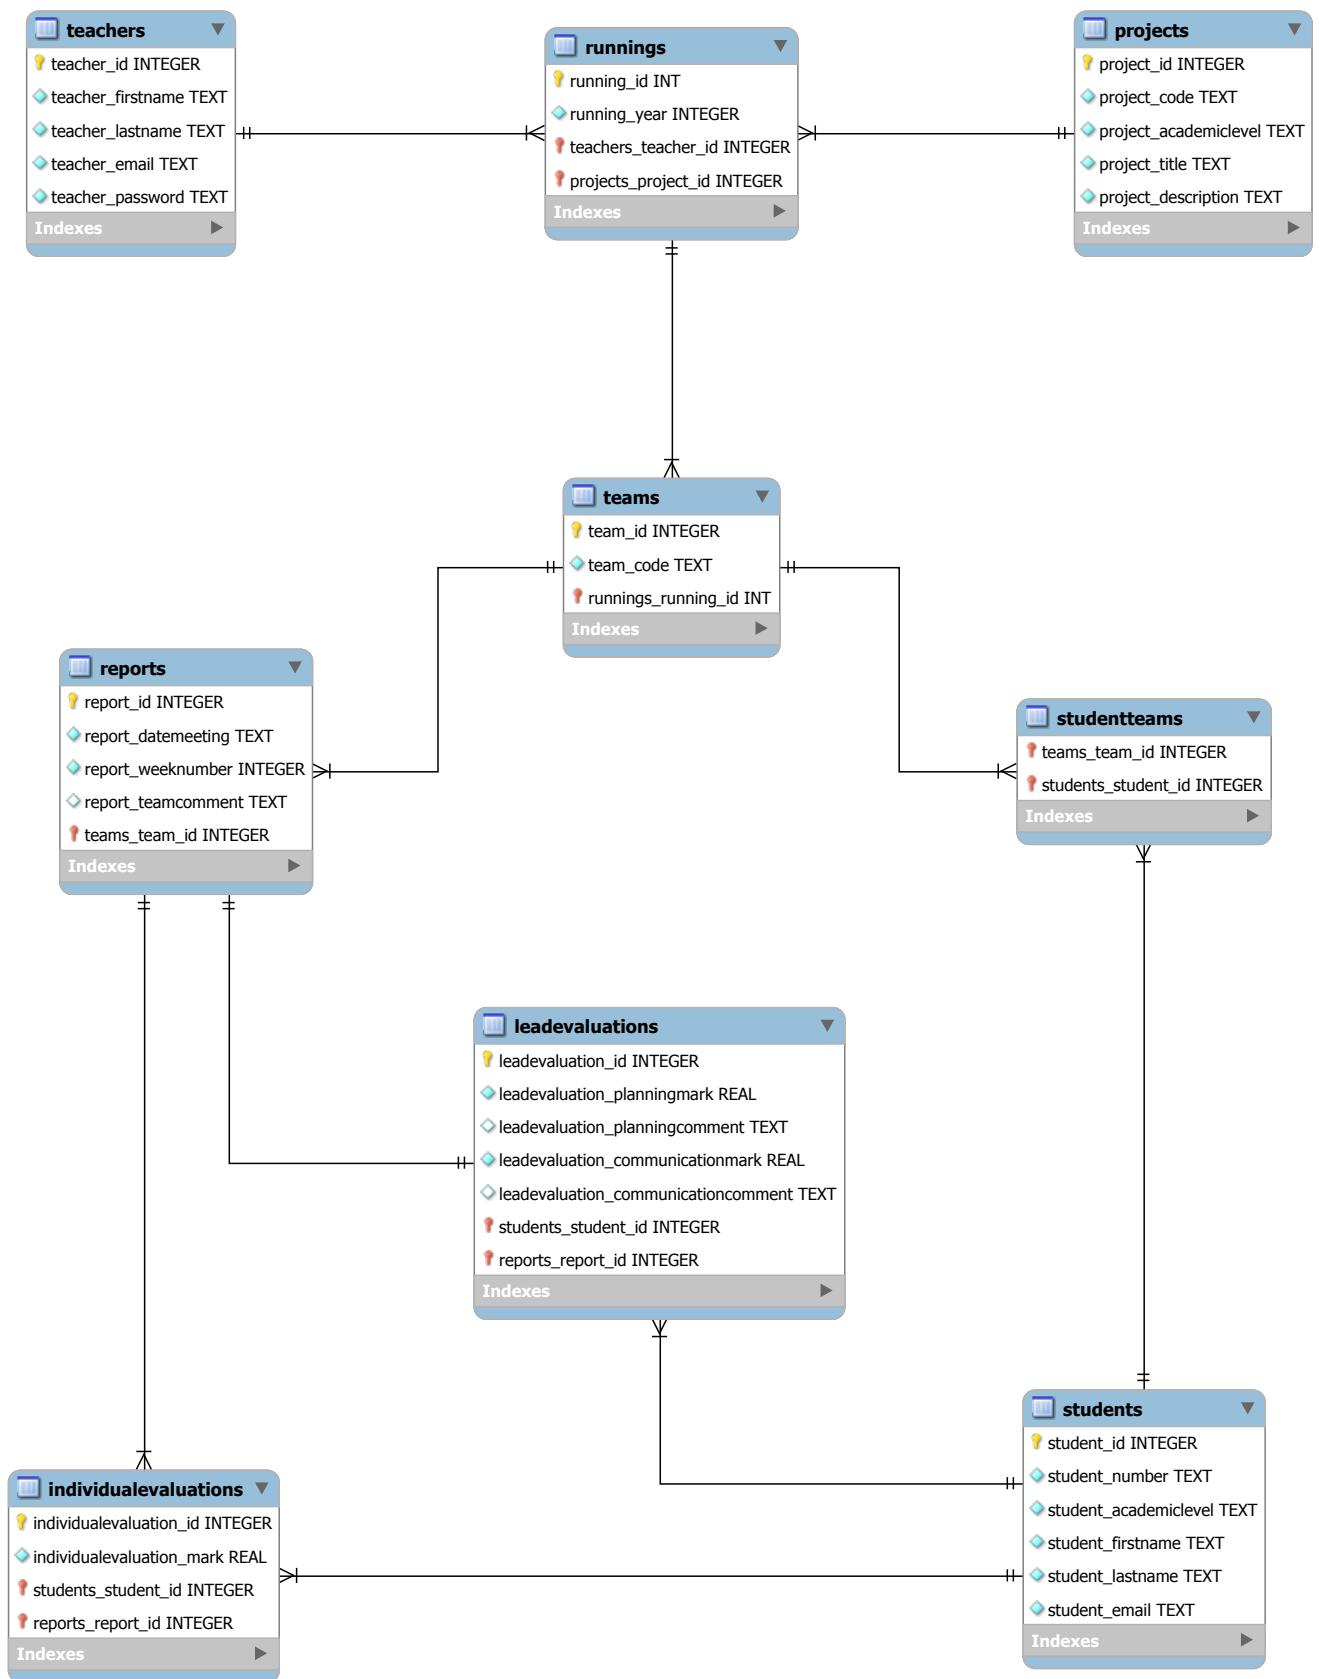 teachers
teacher_id INTEGER
teacher_firstname TEXT
teacher_lastname TEXT
teacher_email TEXT
teacher_password TEXT
Indexes
runnings
running_id INT
running_year INTEGER
teachers_teacher_id INTEGER
projects_project_id INTEGER
Indexes
projects
project_id INTEGER
project_code TEXT
project_academiclevel TEXT
project_title TEXT
project_description TEXT
Indexes
teams
team_id INTEGER
team_code TEXT
runnings_running_id INT
Indexes
reports
report_id INTEGER
report_datemeeting TEXT
report_weeknumber INTEGER
report_teamcomment TEXT
teams_team_id INTEGER
Indexes
studentteams
teams_team_id INTEGER
students_student_id INTEGER
Indexes
leadevaluations
leadevaluation_id INTEGER
leadevaluation_planningmark REAL
leadevaluation_planningcomment TEXT
leadevaluation_communicationmark REAL
leadevaluation_communicationcomment TEXT
students_student_id INTEGER
reports_report_id INTEGER
Indexes
students
student_id INTEGER
student_number TEXT
student_academiclevel TEXT
student_firstname TEXT
student_lastname TEXT
student_email TEXT
Indexes
individualevaluations
individualevaluation_id INTEGER
individualevaluation_mark REAL
students_student_id INTEGER
reports_report_id INTEGER
Indexes